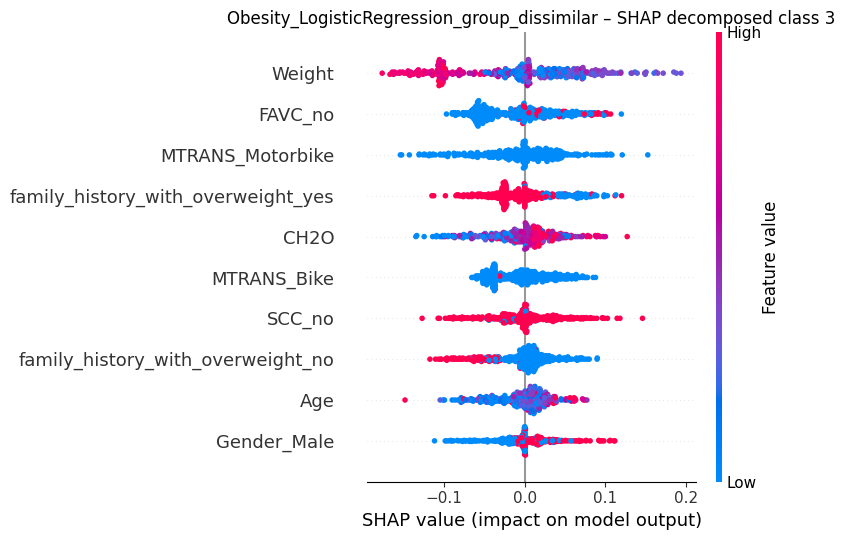 Obesity_LogisticRegression_group_dissimilar – SHAP decomposed class 3
High
Weight
FAVC_no
MTRANS_Motorbike
family_history_with_overweight_yes
CH2O
MTRANS_Bike
SCC_no
family_history_with_overweight_no
Age
Gender_Male
Feature value
Low
−0.1 0.0 0.1 0.2
SHAP value (impact on model output)